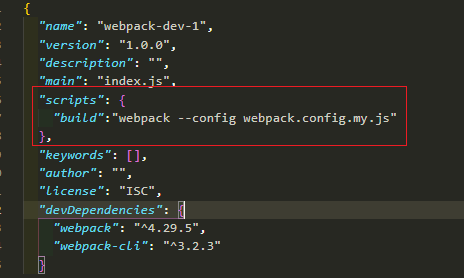 {
"name": "webpack-dev-1",
"version": "1.0.0",
"description": "",
"main": "index.js",
"scripts": {
"build":"webpack --config webpack.config.my.js"
},
"keywords": [],
"author": "",
"license": "ISC",
"devDependencies": {
"webpack": "^4.29.5",
"webpack-cli": "^3.2.3"
}